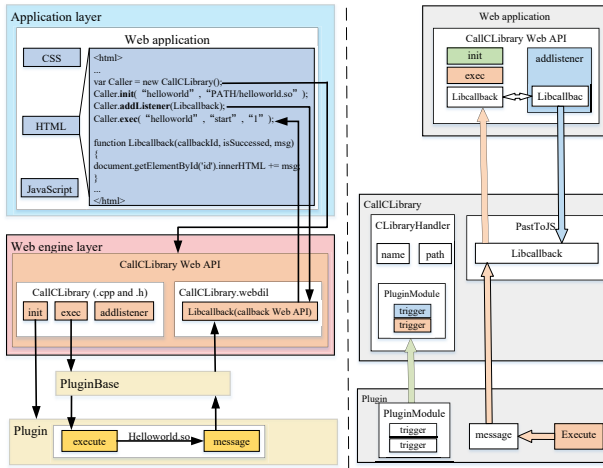 Application layer
Web application
CSS
HTML
JavaScript
<html>
...
var Caller = new CallCLibrary();
Caller.init( “helloworld” , “PATH/helloworld.so” );
Caller.addListener(Libcallback);
Caller.exec( “helloworld” , “start” , “1” );
function Libcallback(callbackId, isSuccessed, msg)
{
document.getElementById('id').innerHTML += msg;
}
...
</html>
Web engine layer
CallCLibrary Web API
CallCLibrary (.cpp and .h)
init
exec
addlistener
CallCLibrary.webdil
Libcallback(callback Web API)
PluginBase
Plugin
Helloworld.so
execute
message
Web application
CallCLibrary Web API
init
exec
Libcallback
addlistener
Libcallbac
CallCLibrary
CLibraryHandler
name
path
PluginModule
trigger
trigger
PastToJS
Libcallback
Plugin
PluginModule
trigger
trigger
message
Execute